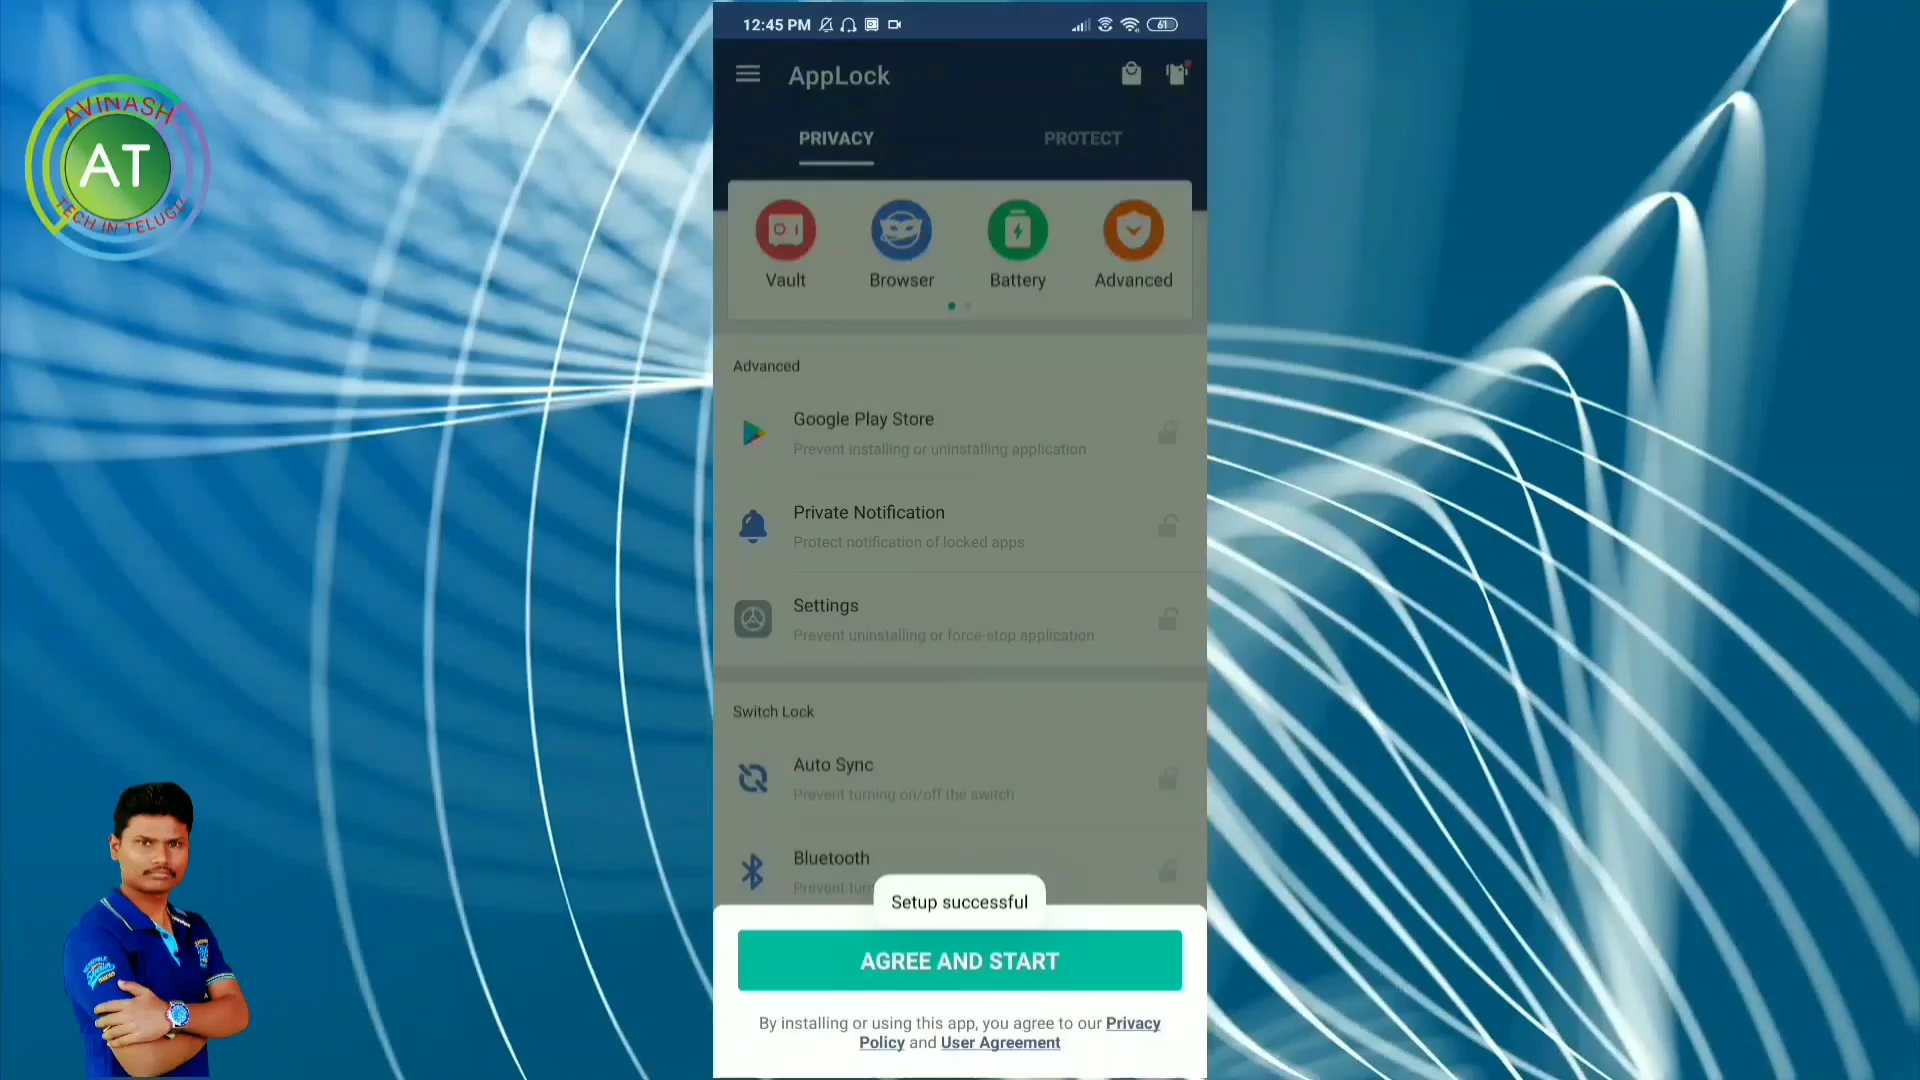 AVINASH
AT
TECH IN TELUGU
12:45 PM
61
AppLock
PRIVACY
PROTECT
Vault
Browser
Battery
Advanced
Advanced
Google Play Store
Prevent installing or uninstalling application
Private Notification
Protect notification of locked apps
Settings
Prevent uninstalling or force-stop application
Switch Lock
Auto Sync
Prevent turning on/off the switch
Bluetooth
Prevent
Setup successful
AGREE AND START
By installing or using this app, you agree to our Privacy
Policy and User Agreement